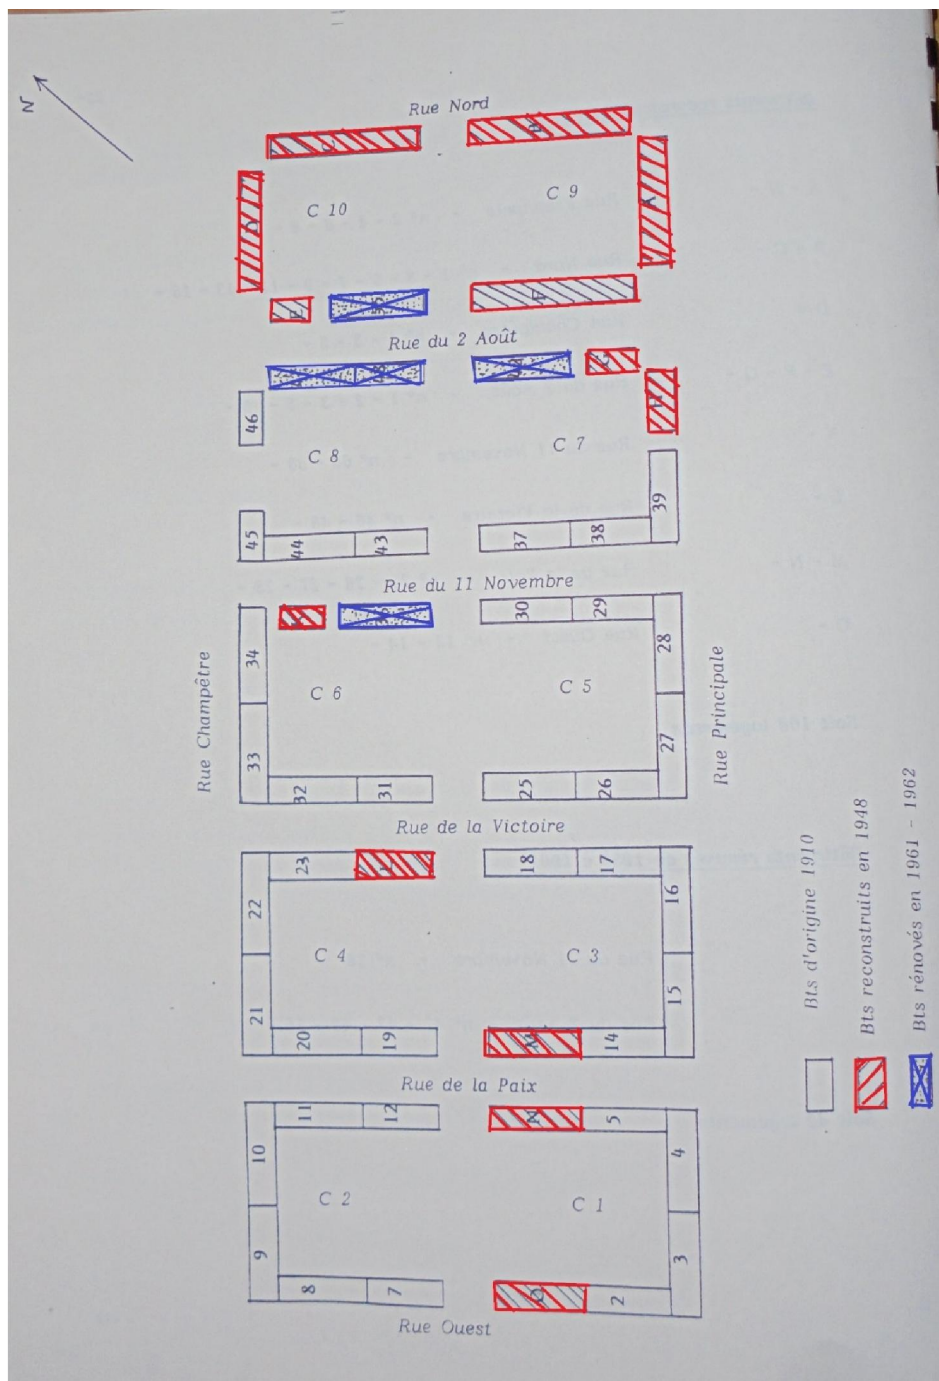 N
Rue Nord
C
B
D
C 10
C 9
A
E
F
Rue du 2 Août
G
46
H
C 8
C 7
39
45
44
43
37
38
Rue du 11 Novembre
30
29
34
28
Rue Champêtre
C 6
C 5
Rue Principale
33
27
32
31
25
26
Rue de la Victoire
23
L
18
17
22
16
C 4
C 3
21
15
20
19
M
14
Rue de la Paix
11
12
N
5
10
4
C 2
C 1
9
3
8
7
O
2
Rue Ouest
Bts d'origine 1910
Bts reconstruits en 1948
Bts rénovés en 1961 - 1962